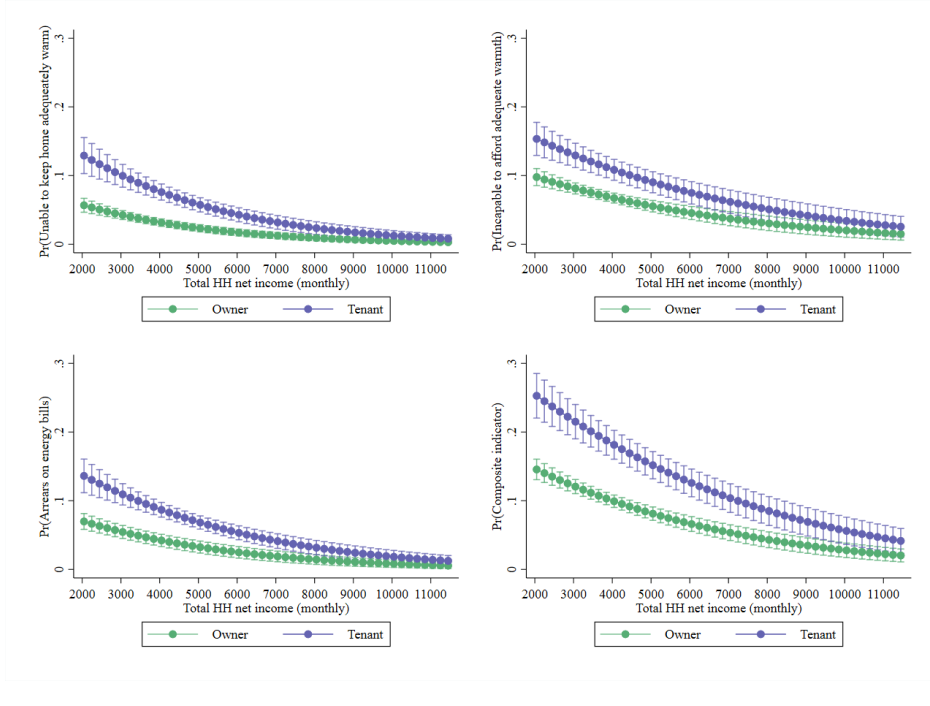 Pr(Unable to keep home adequeately warm)
.3
.2
.1
0
2000 3000 4000 5000 6000 7000 8000 9000 10000 11000
Total HH net income (monthly)
Owner Tenant
Pr(Incapable to afford adequeate warmth)
.3
.2
.1
0
2000 3000 4000 5000 6000 7000 8000 9000 10000 11000
Total HH net income (monthly)
Owner Tenant
Pr(Arrears on energy bills)
.3
.2
.1
0
2000 3000 4000 5000 6000 7000 8000 9000 10000 11000
Total HH net income (monthly)
Owner Tenant
Pr(Composite indicator)
.3
.2
.1
0
2000 3000 4000 5000 6000 7000 8000 9000 10000 11000
Total HH net income (monthly)
Owner Tenant